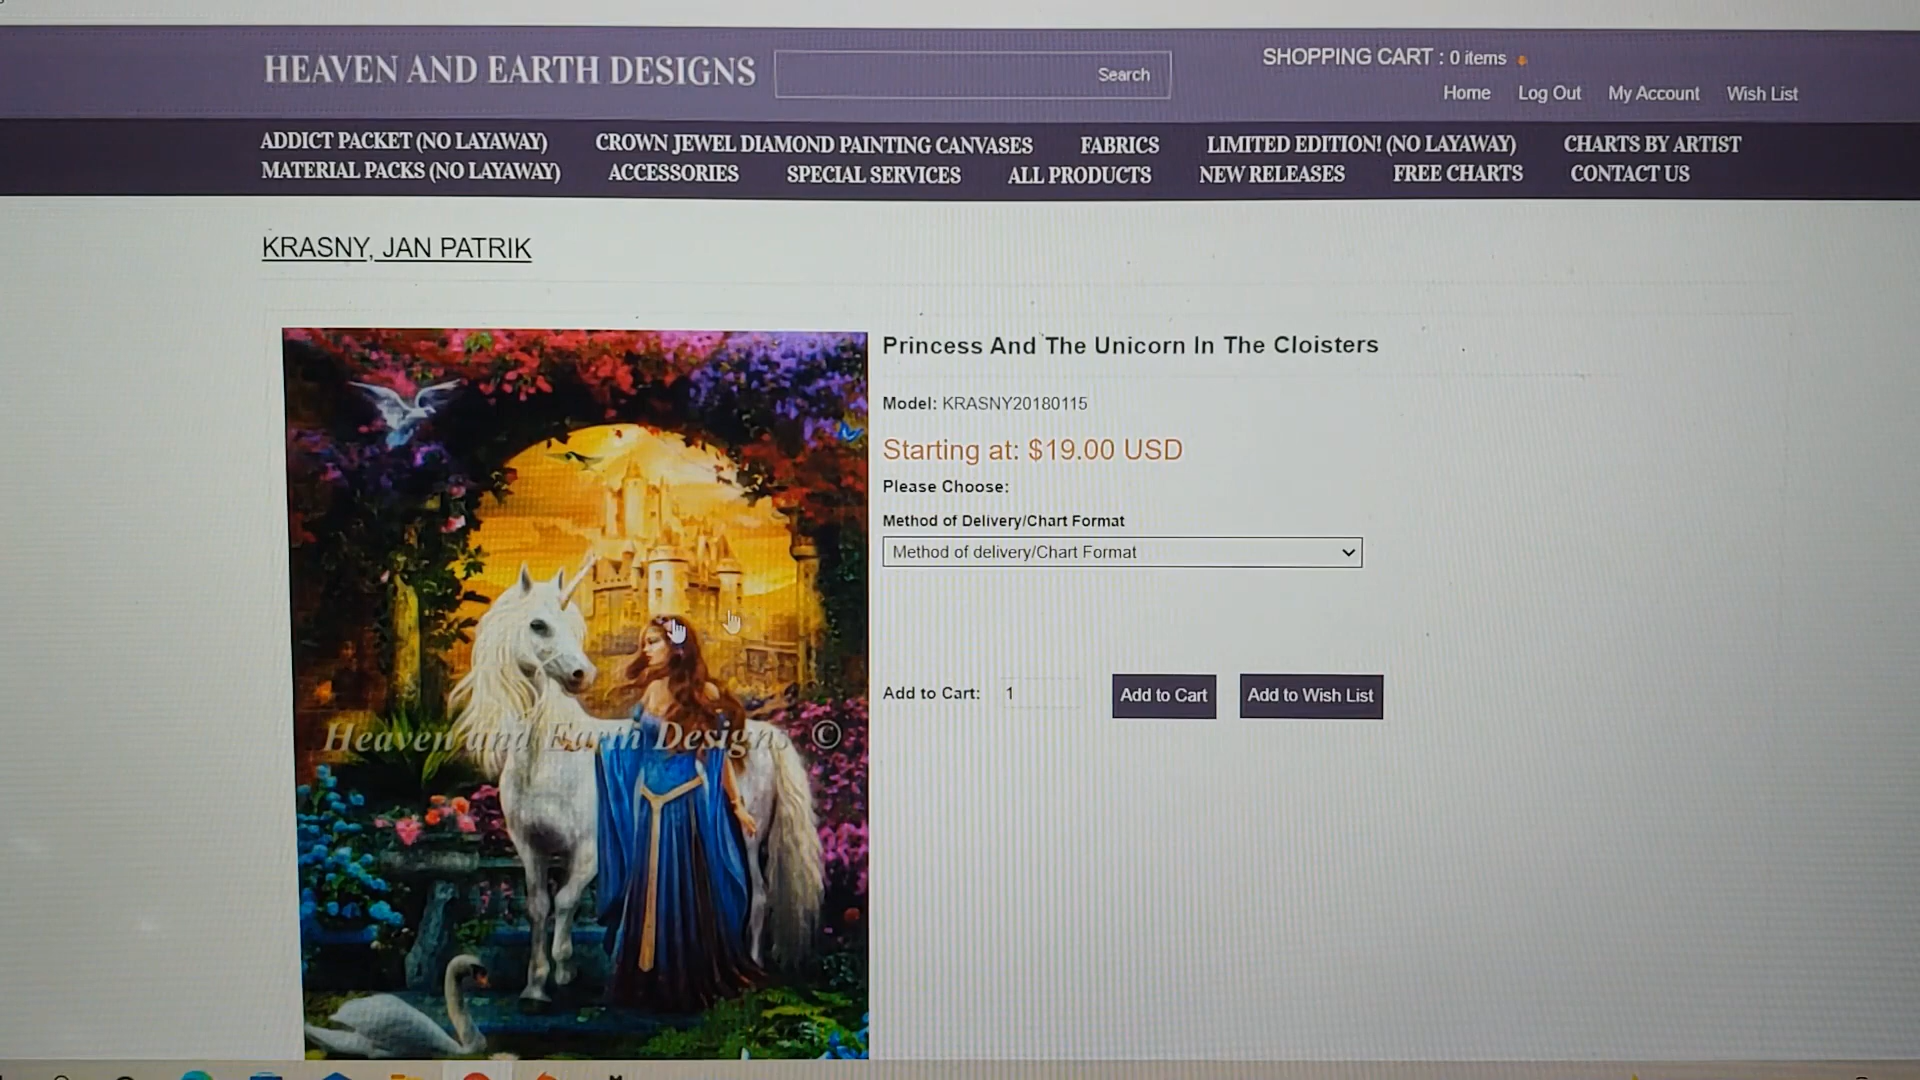 HEAVEN AND EARTH DESIGNS
Search
SHOPPING CART : 0 items
Home Log Out My Account Wish List
ADDICT PACKET (NO LAYAWAY) CROWN JEWEL DIAMOND PAINTING CANVASES FABRICS LIMITED EDITION! (NO LAYAWAY) CHARTS BY ARTIST
MATERIAL PACKS (NO LAYAWAY) ACCESSORIES SPECIAL SERVICES ALL PRODUCTS NEW RELEASES FREE CHARTS CONTACT US
KRASNY, JAN PATRIK
Princess And The Unicorn In The Cloisters
Model: KRASNY20180115
Starting at: $19.00 USD
Please Choose:
Method of Delivery/Chart Format
Method of delivery/Chart Format
Add to Cart: 1 Add to Cart Add to Wish List
Heaven and Earth Designs ©